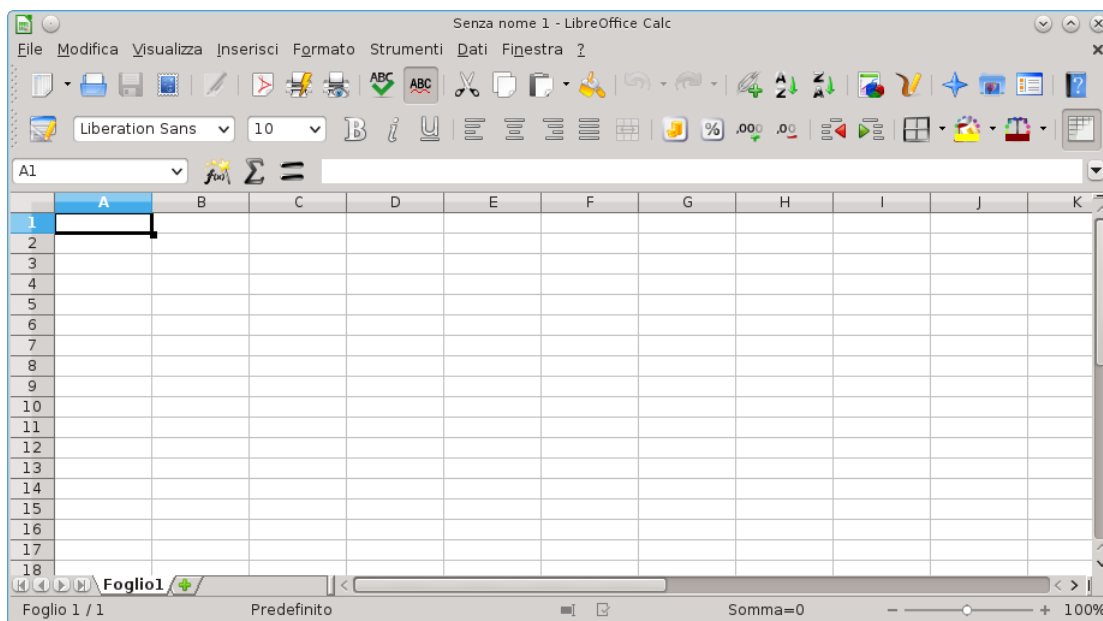 Senza nome 1 - LibreOffice Calc
File Modifica Visualizza Inserisci Formato Strumenti Dati Finestra ?
ABC ABC
Liberation Sans 10
A1 f(x) Σ =
A B C D E F G H I J K
1
2
3
4
5
6
7
8
9
10
11
12
13
14
15
16
17
18
Foglio1
Foglio 1 / 1 Predefinito Somma=0 100%